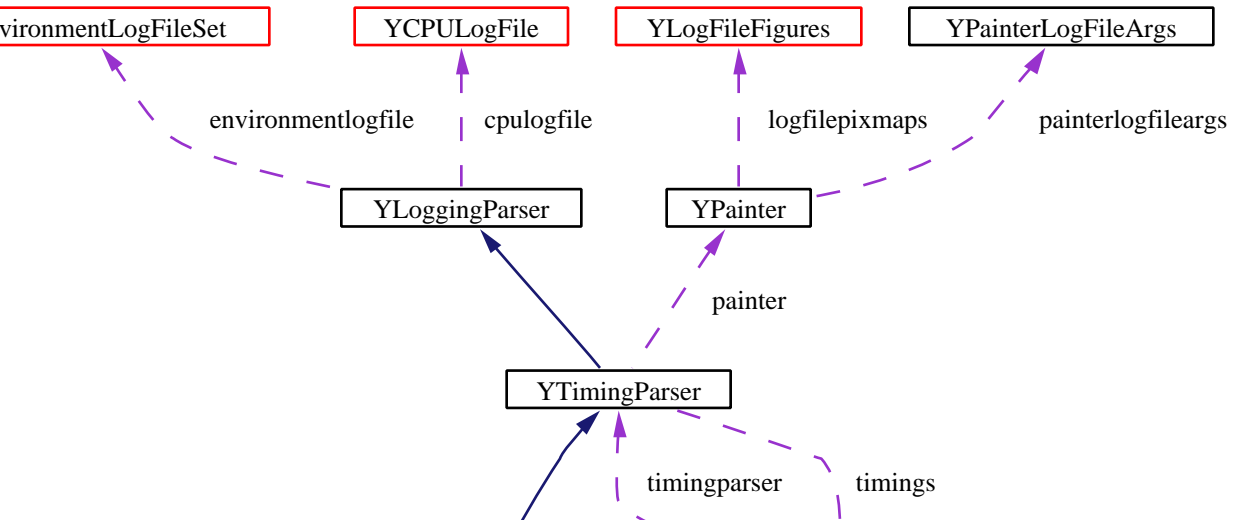 vironmentLogFileSet
YCPULogFile
YLogFileFigures
YPainterLogFileArgs
environmentlogfile
cpulogfile
logfilepixmaps
painterlogfileargs
YLoggingParser
YPainter
painter
YTimingParser
timingparser
timings